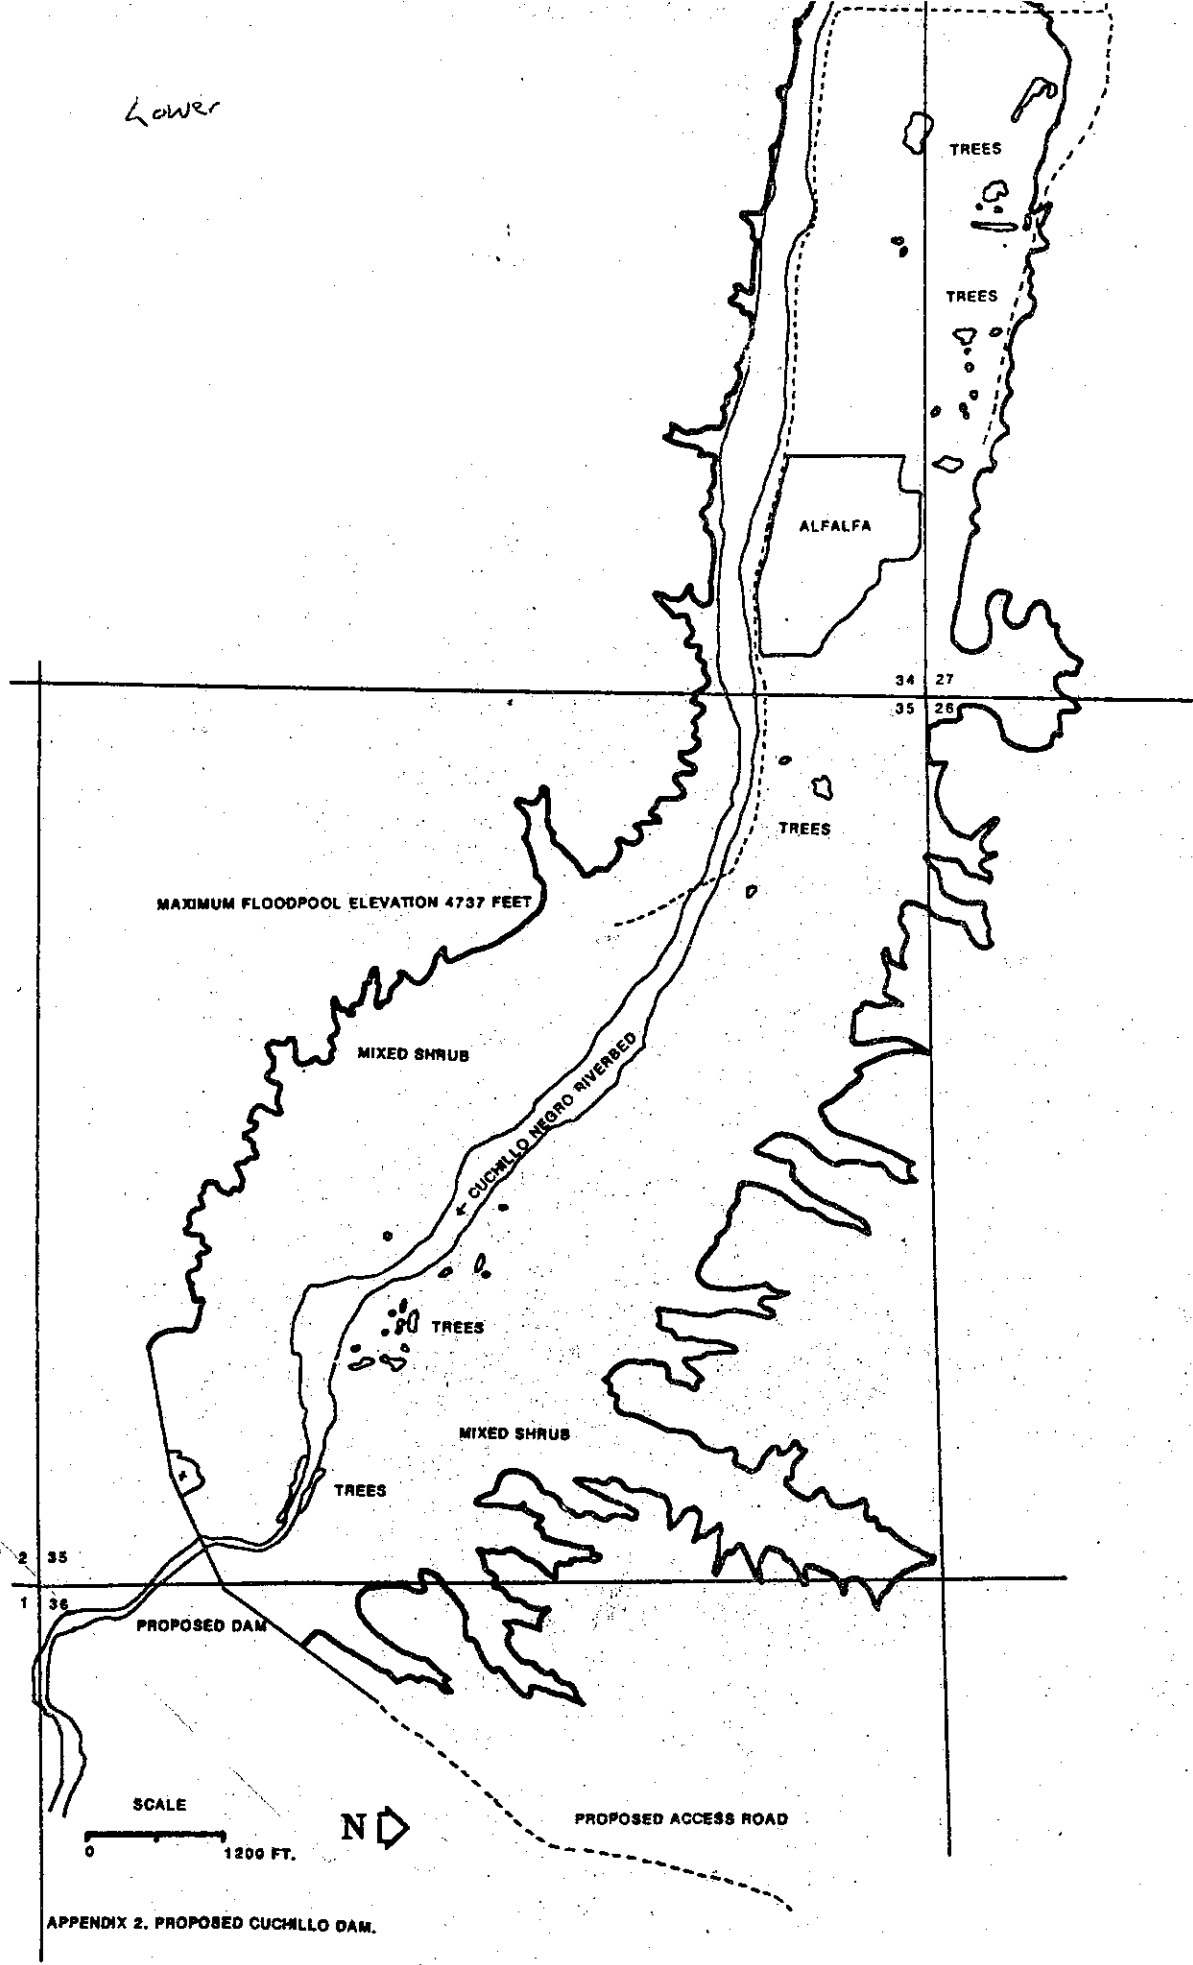 Lower
TREES
TREES
ALFALFA
34 27
35 26
TREES
MAXIMUM FLOODPOOL ELEVATION 4737 FEET
MIXED SHRUB
← CUCHILLO NEGRO RIVERBED
TREES
MIXED SHRUB
TREES
2 35
1 36
PROPOSED DAM
SCALE
0 1200 FT.
N
PROPOSED ACCESS ROAD
APPENDIX 2. PROPOSED CUCHILLO DAM.